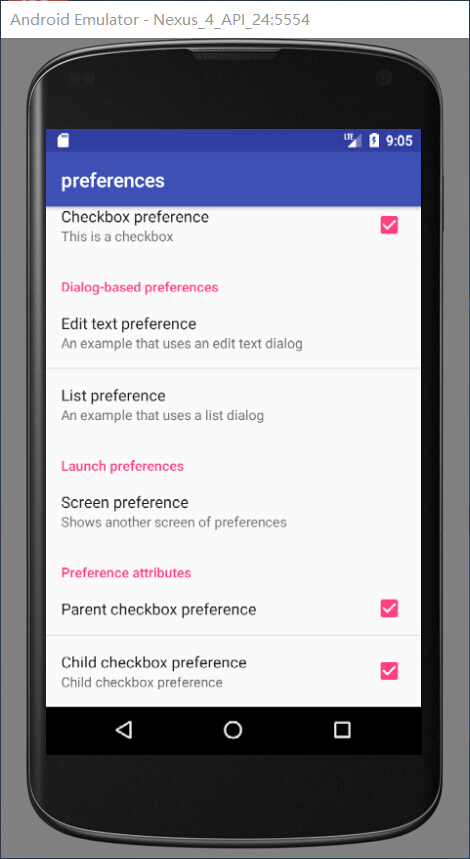 Android Emulator - Nexus_4_API_24:5554
LTE 9:05
preferences
Checkbox preference
This is a checkbox
Dialog-based preferences
Edit text preference
An example that uses an edit text dialog
List preference
An example that uses a list dialog
Launch preferences
Screen preference
Shows another screen of preferences
Preference attributes
Parent checkbox preference
Child checkbox preference
Child checkbox preference